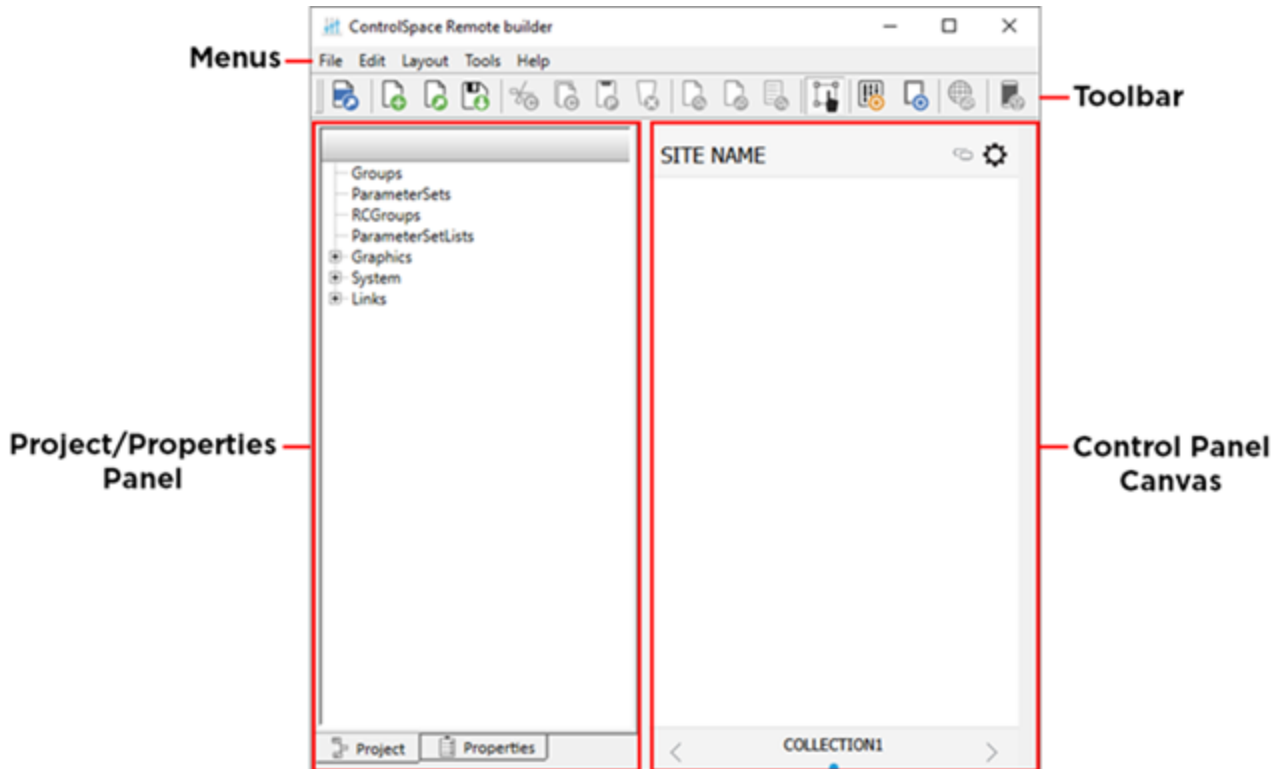 ControlSpace Remote builder
Menus
File Edit Layout Tools Help
Toolbar
SITE NAME
Groups
ParameterSets
RCGroups
ParameterSetLists
Graphics
System
Links
Project/Properties
Panel
Control Panel
Canvas
Project Properties
COLLECTION1